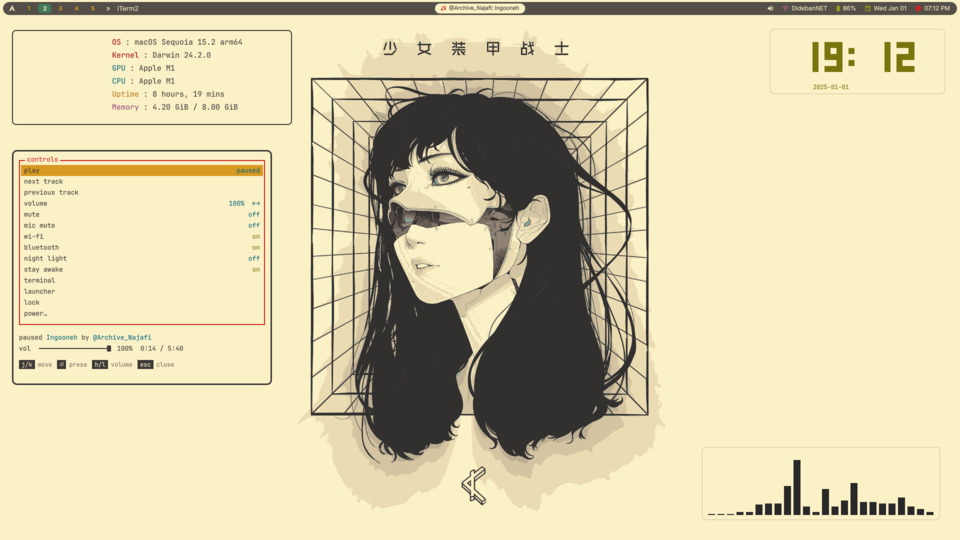 1 2 3 4 5 » iTerm2
@Archive_Najafi: Ingooneh
DidebanNET 86% Wed Jan 01 07:12 PM
OS : macOS Sequoia 15.2 arm64
Kernel : Darwin 24.2.0
GPU : Apple M1
CPU : Apple M1
Uptime : 8 hours, 19 mins
Memory : 4.20 GiB / 8.00 GiB
少女装甲战士
19: 12
2025-01-01
controls
play paused
next track
previous track
volume 100% ↔
mute off
mic mute off
wi-fi on
bluetooth on
night light off
stay awake on
terminal
launcher
lock
power…
paused Ingooneh by @Archive_Najafi
vol 100% 0:14 / 5:40
j/k move ⏎ press h/l volume esc close